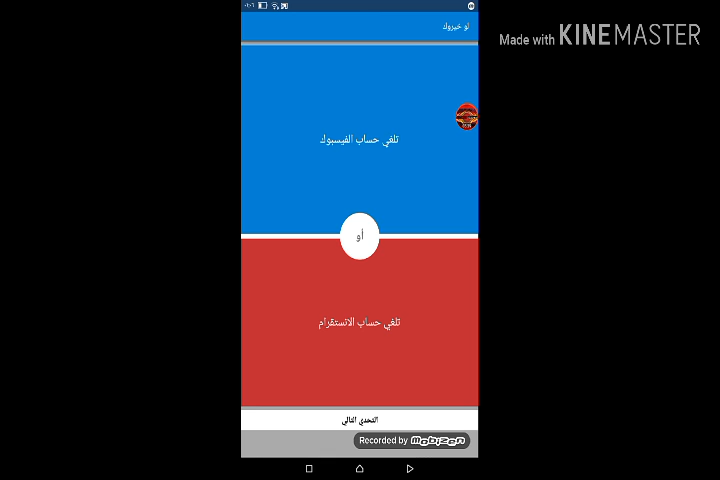 لو خيروك
Made with KINEMASTER
تلغي حساب الفيسبوك
أو
تلغي حساب الانستقرام
التحدي التالي
Recorded by mobizen